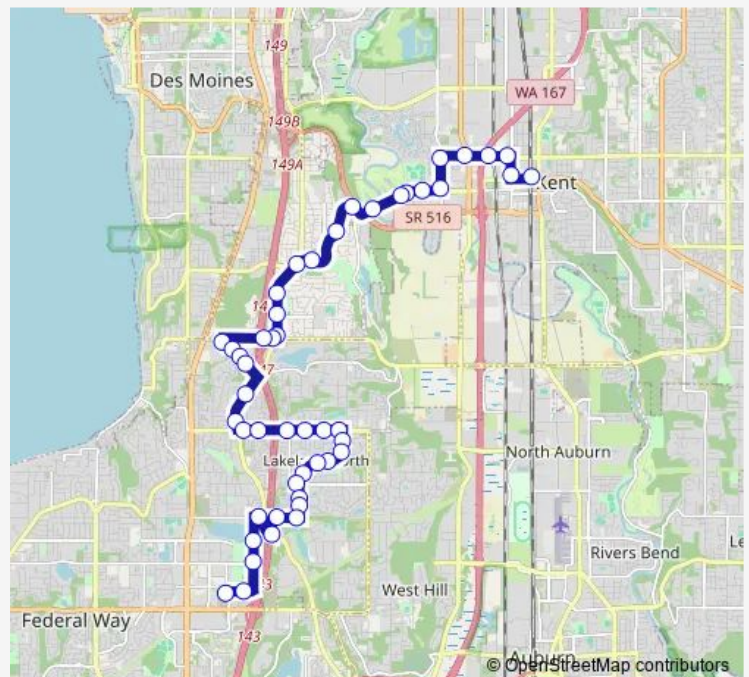 149
Des Moines
WA 167
149B
149A
Kent
SR 516
North Auburn
Rivers Bend
West Hill
Federal Way
143
Auburn
© OpenStreetMap contributors